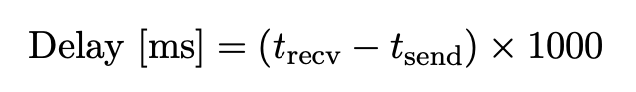 Delay [ms] = (t_recv − t_send) × 1000